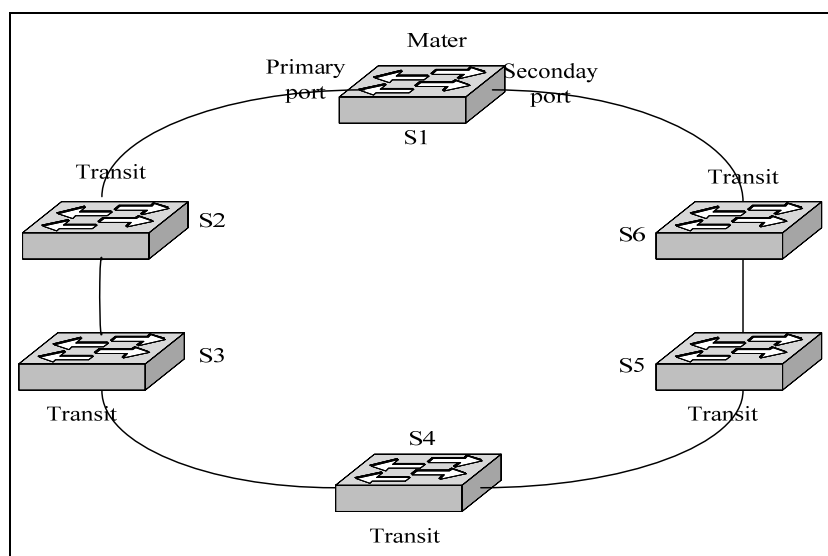 Mater
Primary
port
Seconday
port
S1
Transit
S2
Transit
S6
S3
Transit
S5
Transit
S4
Transit